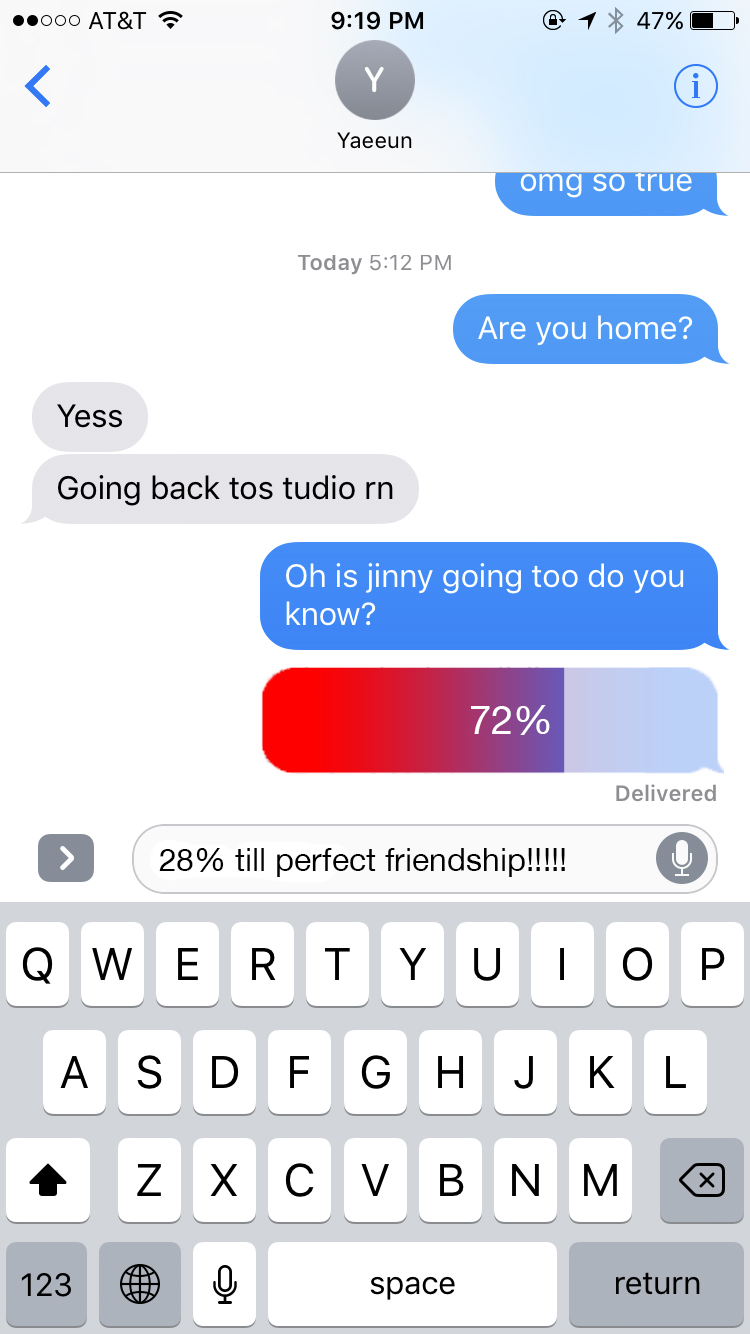 AT&T 9:19 PM 47%
Y
Yaeeun
omg so true
Today 5:12 PM
Are you home?
Yess
Going back tos tudio rn
Oh is jinny going too do you
know?
72%
Delivered
28% till perfect friendship!!!!!
Q W E R T Y U I O P
A S D F G H J K L
Z X C V B N M
123 space return